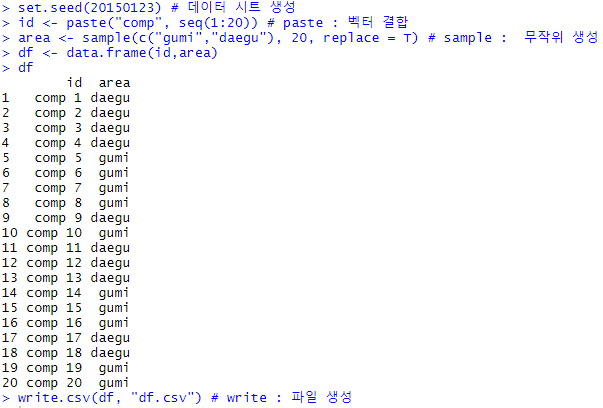 > set.seed(20150123) # 데이터 시트 생성
> id <- paste("comp", seq(1:20)) # paste : 벡터 결합
> area <- sample(c("gumi","daegu"), 20, replace = T) # sample :  무작위 생성
> df <- data.frame(id,area)
> df
        id  area
1   comp 1 daegu
2   comp 2 daegu
3   comp 3 daegu
4   comp 4 daegu
5   comp 5  gumi
6   comp 6  gumi
7   comp 7  gumi
8   comp 8  gumi
9   comp 9 daegu
10 comp 10  gumi
11 comp 11 daegu
12 comp 12 daegu
13 comp 13 daegu
14 comp 14  gumi
15 comp 15  gumi
16 comp 16  gumi
17 comp 17 daegu
18 comp 18 daegu
19 comp 19  gumi
20 comp 20  gumi
> write.csv(df, "df.csv") # write : 파일 생성